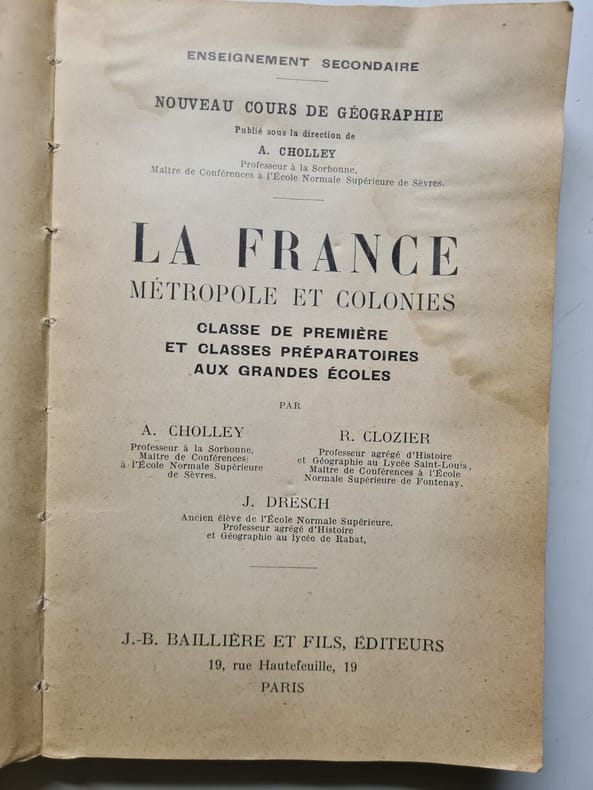 ENSEIGNEMENT SECONDAIRE
NOUVEAU COURS DE GÉOGRAPHIE
Publié sous la direction de
A. CHOLLEY
Professeur à la Sorbonne,
Maître de Conférences à l'École Normale Supérieure de Sèvres.
LA FRANCE
MÉTROPOLE ET COLONIES
CLASSE DE PREMIÈRE
ET CLASSES PRÉPARATOIRES
AUX GRANDES ÉCOLES
PAR
A. CHOLLEY
Professeur à la Sorbonne,
Maître de Conférences
à l'École Normale Supérieure
de Sèvres.
R. CLOZIER
Professeur agrégé d'Histoire
et Géographie au Lycée Saint-Louis,
Maître de Conférences à l'École
Normale Supérieure de Fontenay.
J. DRESCH
Ancien élève de l'École Normale Supérieure.
Professeur agrégé d'Histoire
et Géographie au lycée de Rabat,
J.-B. BAILLIÈRE ET FILS, ÉDITEURS
19, rue Hautefeuille, 19
PARIS